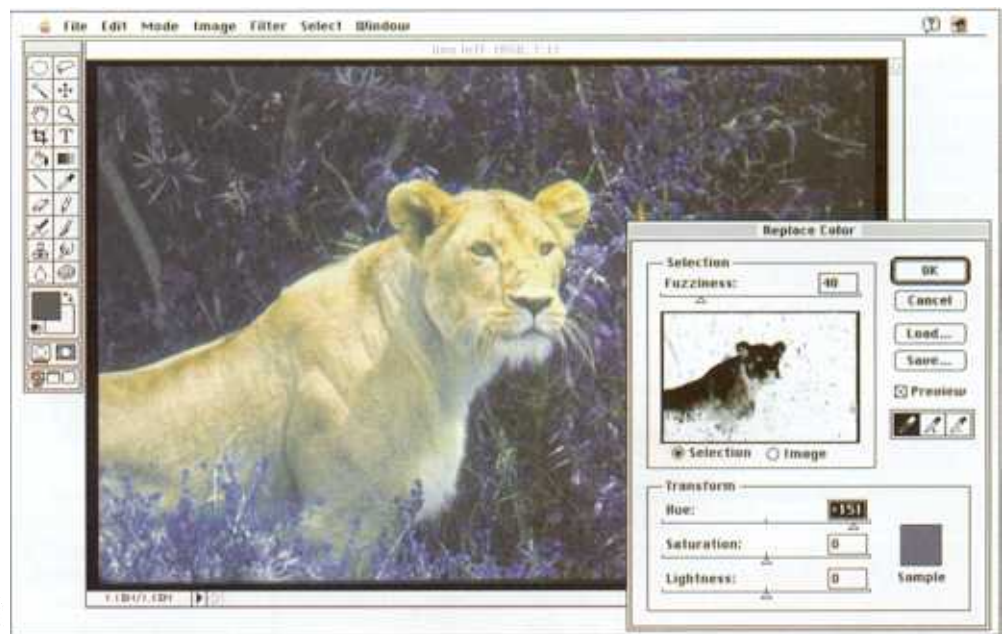 File Edit Mode Image Filter Select Window
T
Replace Color
Selection
Fuzziness: 40
OK
Cancel
Load...
Save...
Preview
Selection Image
Transform
Hue: +151
Saturation: 0
Lightness: 0
Sample